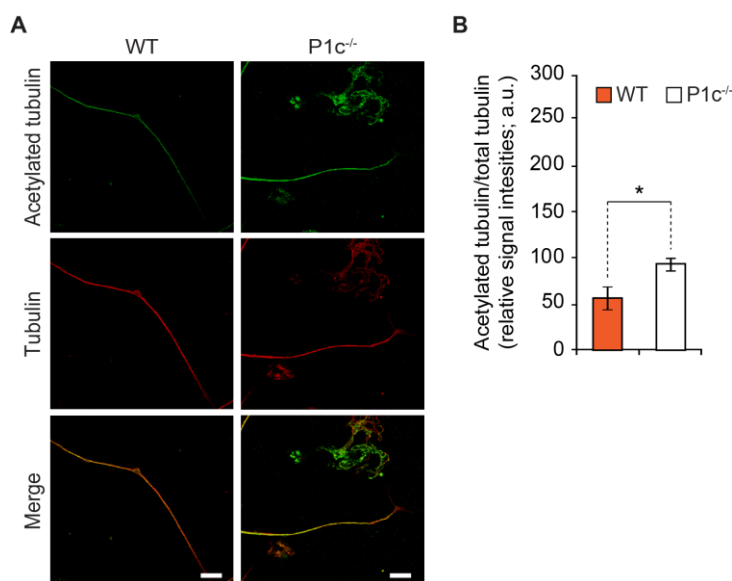 A
WT
P1c-/-
Acetylated tubulin
Tubulin
Merge
B
Acetylated tubulin/total tubulin
(relative signal intesities; a.u.)
300
250
200
150
100
50
0
WT
P1c-/-
*